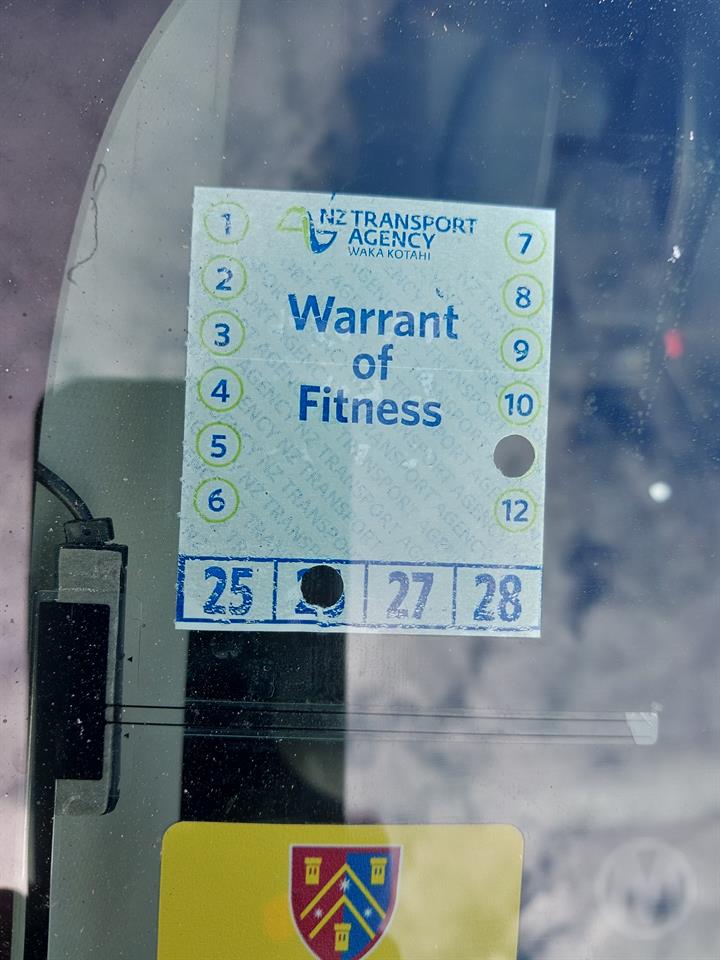 NZ TRANSPORT
AGENCY
WAKA KOTAHI
Warrant
of
Fitness
1
2
3
4
5
6
7
8
9
10
12
25
27
28